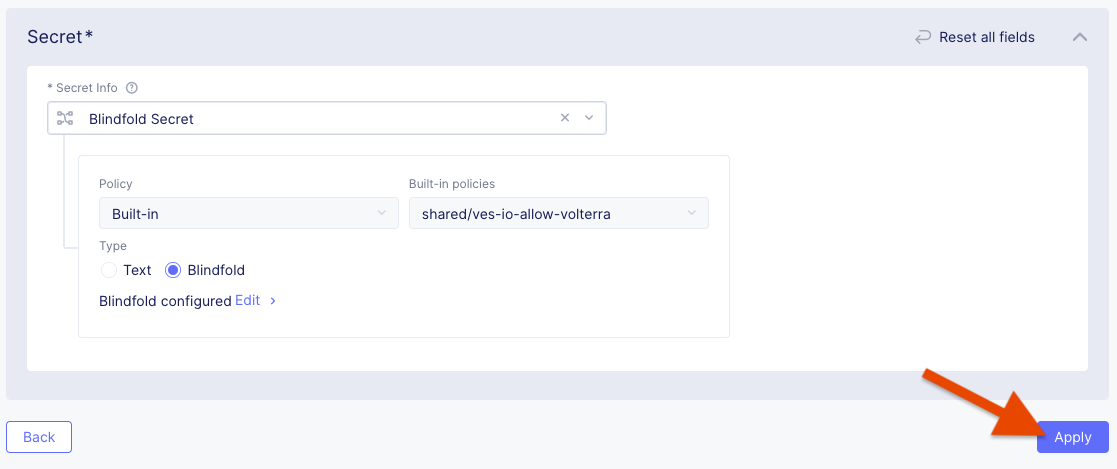 Secret*
Reset all fields
* Secret Info
Blindfold Secret
Policy
Built-in policies
Built-in
shared/ves-io-allow-volterra
Type
Text
Blindfold
Blindfold configured Edit
Back
Apply